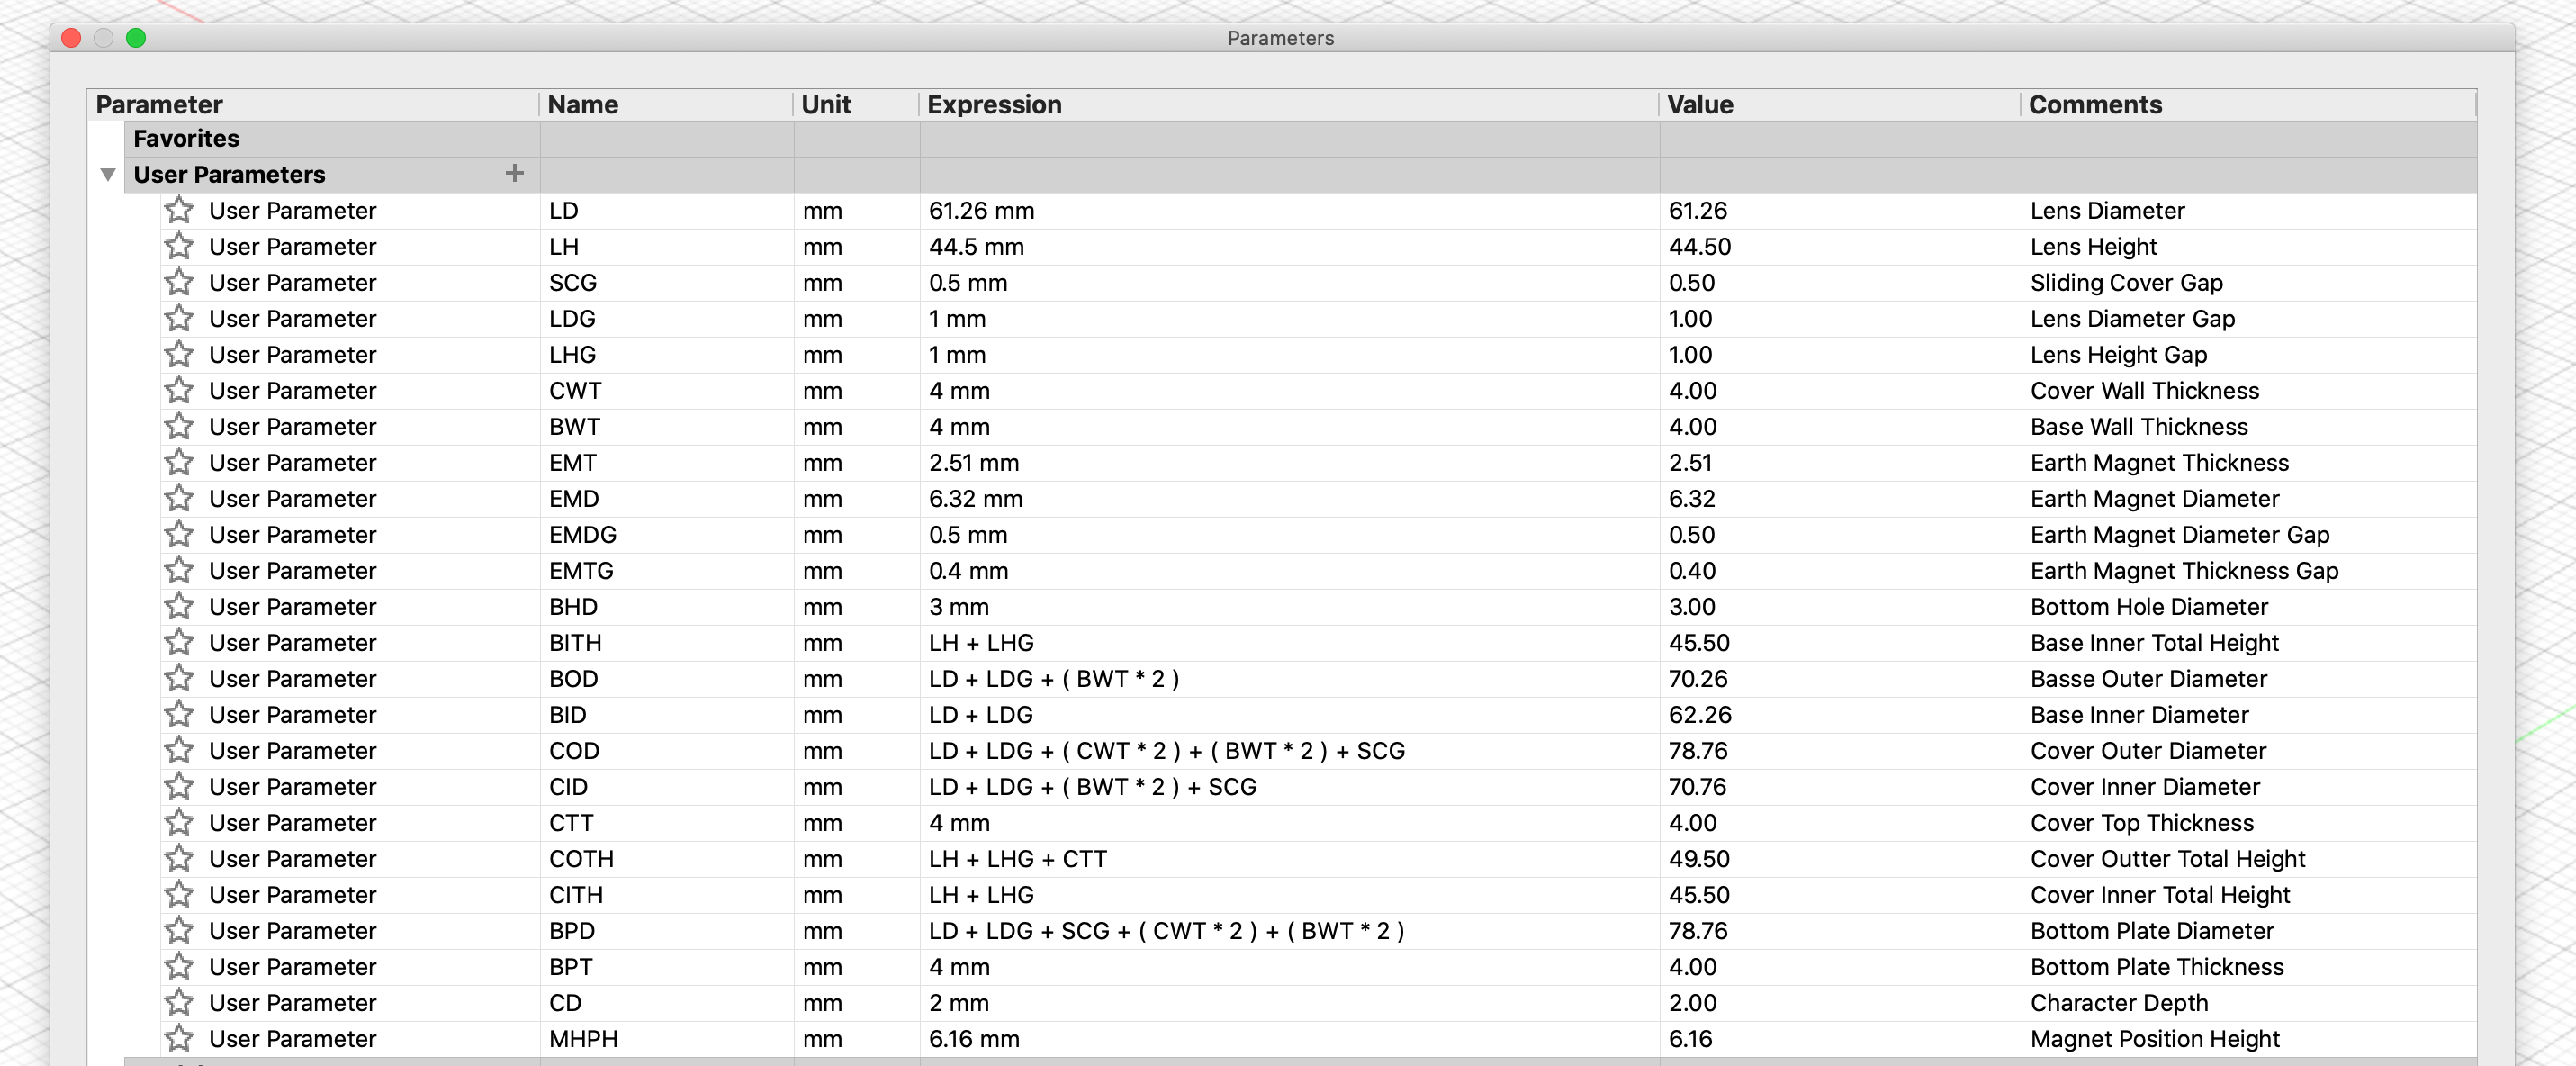 Parameters
Parameter Name Unit Expression Value Comments
Favorites
User Parameters +
User Parameter LD mm 61.26 mm 61.26 Lens Diameter
User Parameter LH mm 44.5 mm 44.50 Lens Height
User Parameter SCG mm 0.5 mm 0.50 Sliding Cover Gap
User Parameter LDG mm 1 mm 1.00 Lens Diameter Gap
User Parameter LHG mm 1 mm 1.00 Lens Height Gap
User Parameter CWT mm 4 mm 4.00 Cover Wall Thickness
User Parameter BWT mm 4 mm 4.00 Base Wall Thickness
User Parameter EMT mm 2.51 mm 2.51 Earth Magnet Thickness
User Parameter EMD mm 6.32 mm 6.32 Earth Magnet Diameter
User Parameter EMDG mm 0.5 mm 0.50 Earth Magnet Diameter Gap
User Parameter EMTG mm 0.4 mm 0.40 Earth Magnet Thickness Gap
User Parameter BHD mm 3 mm 3.00 Bottom Hole Diameter
User Parameter BITH mm LH + LHG 45.50 Base Inner Total Height
User Parameter BOD mm LD + LDG + ( BWT * 2 ) 70.26 Basse Outer Diameter
User Parameter BID mm LD + LDG 62.26 Base Inner Diameter
User Parameter COD mm LD + LDG + ( CWT * 2 ) + ( BWT * 2 ) + SCG 78.76 Cover Outer Diameter
User Parameter CID mm LD + LDG + ( BWT * 2 ) + SCG 70.76 Cover Inner Diameter
User Parameter CTT mm 4 mm 4.00 Cover Top Thickness
User Parameter COTH mm LH + LHG + CTT 49.50 Cover Outter Total Height
User Parameter CITH mm LH + LHG 45.50 Cover Inner Total Height
User Parameter BPD mm LD + LDG + SCG + ( CWT * 2 ) + ( BWT * 2 ) 78.76 Bottom Plate Diameter
User Parameter BPT mm 4 mm 4.00 Bottom Plate Thickness
User Parameter CD mm 2 mm 2.00 Character Depth
User Parameter MHPH mm 6.16 mm 6.16 Magnet Position Height